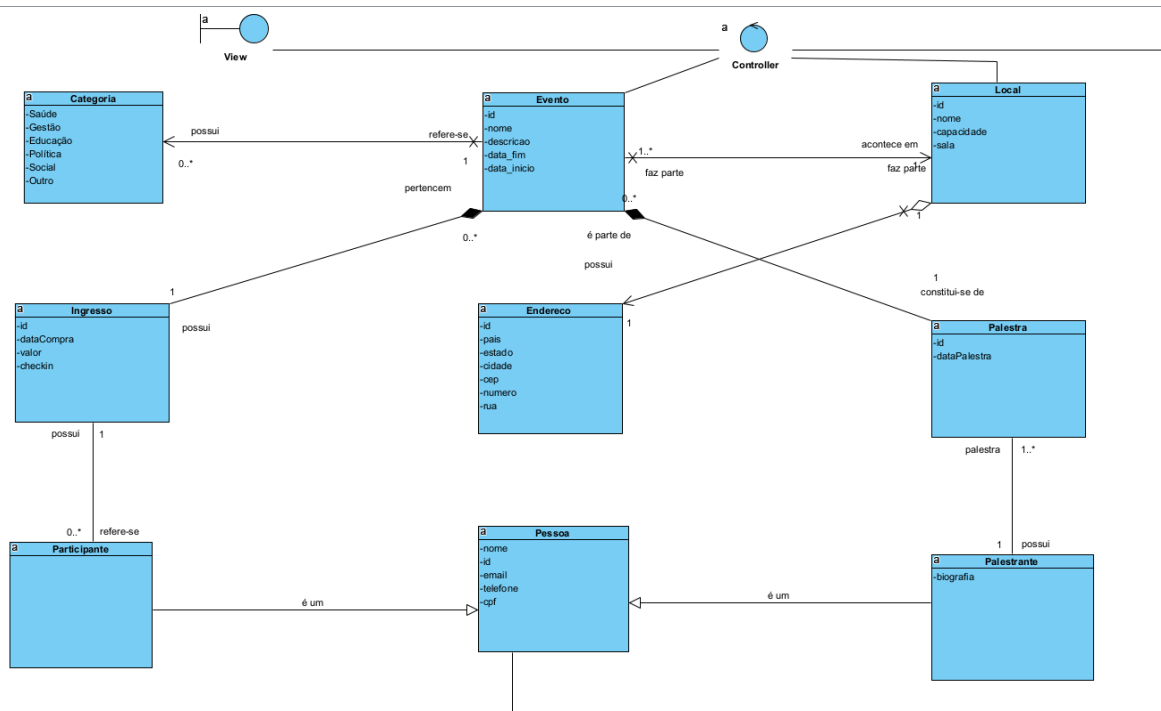 a
View
a
Controller
a
Categoria
-Saúde
-Gestão
-Educação
-Política
-Social
-Outro
possui
0..*
refere-se
1
a
Evento
-id
-nome
-descricao
-data_fim
-data_inicio
1..*
faz parte
acontece em
faz parte
1
a
Local
-id
-nome
-capacidade
-sala
pertencem
0..*
0..*
é parte de
possui
1
1
constitui-se de
1
possui
a
Ingresso
-id
-dataCompra
-valor
-checkin
a
Endereco
-id
-pais
-estado
-cidade
-cep
-numero
-rua
1
a
Palestra
-id
-dataPalestra
possui
1
palestra
1..*
0..*
refere-se
1
possui
a
Participante
é um
a
Pessoa
-nome
-id
-email
-telefone
-cpf
é um
a
Palestrante
-biografia